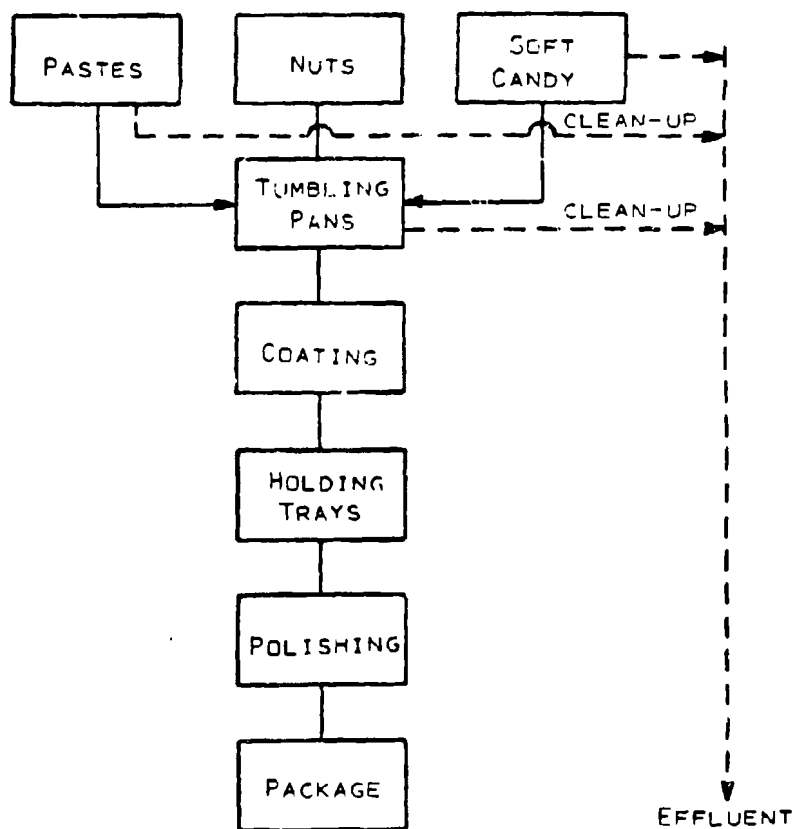 PASTES
NUTS
SOFT
CANDY
CLEAN-UP
TUMBLING
PANS
CLEAN-UP
COATING
HOLDING
TRAYS
POLISHING
PACKAGE
EFFLUENT